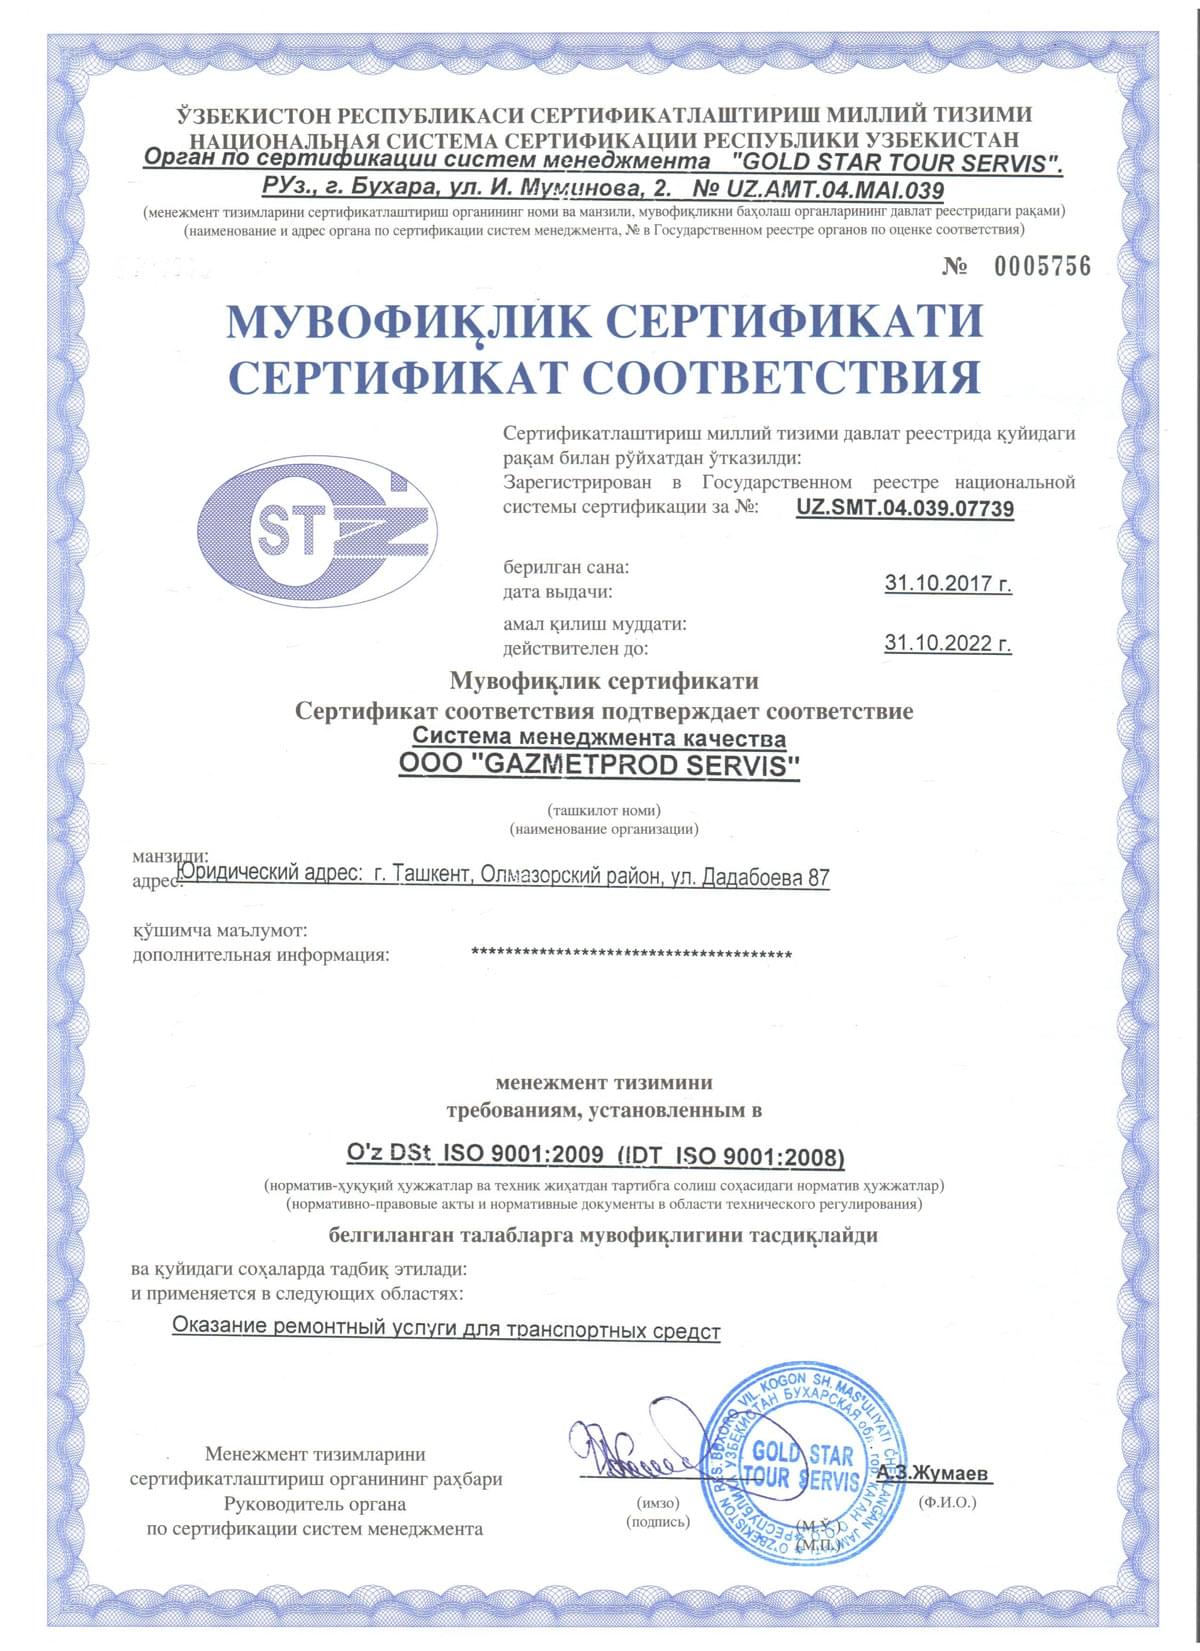 ЎЗБЕКИСТОН РЕСПУБЛИКАСИ СЕРТИФИКАТЛАШТИРИШ МИЛЛИЙ ТИЗИМИ
НАЦИОНАЛЬНАЯ СИСТЕМА СЕРТИФИКАЦИИ РЕСПУБЛИКИ УЗБЕКИСТАН
Орган по сертификации систем менеджмента "GOLD STAR TOUR SERVIS".
РУз., г. Бухара, ул. И. Муминова, 2. № UZ.AMT.04.MAI.039
(менежмент тизимларини сертификатлаштириш органининг номи ва манзили, мувофиқликни баҳолаш органларининг давлат реестридаги рақами)
(наименование и адрес органа по сертификации систем менеджмента, № в Государственном реестре органов по оценке соответствия)
№ 0005756
МУВОФИҚЛИК СЕРТИФИКАТИ
СЕРТИФИКАТ СООТВЕТСТВИЯ
Сертификатлаштириш миллий тизими давлат реестрида қуйидаги
рақам билан рўйхатдан ўтказилди:
Зарегистрирован в Государственном реестре национальной
системы сертификации за №: UZ.SMT.04.039.07739
ST
берилган сана:
дата выдачи: 31.10.2017 г.
амал қилиш муддати:
действителен до: 31.10.2022 г.
Мувофиқлик сертификати
Сертификат соответствия подтверждает соответствие
Система менеджмента качества
ООО "GAZMETPROD SERVIS"
(ташкилот номи)
(наименование организации)
манзили:
адрес: Юридический адрес: г. Ташкент, Олмазорский район, ул. Дадабоева 87
қўшимча маълумот:
дополнительная информация: **************************************
менежмент тизимини
требованиям, установленным в
O'z DSt ISO 9001:2009 (IDT ISO 9001:2008)
(норматив-ҳуқуқий ҳужжатлар ва техник жиҳатдан тартибга солиш соҳасидаги норматив ҳужжатлар)
(нормативно-правовые акты и нормативные документы в области технического регулирования)
белгиланган талабларга мувофиқлигини тасдиқлайди
ва қуйидаги соҳаларда тадбиқ этилади:
и применяется в следующих областях:
Оказание ремонтный услуги для транспортных средст
Менежмент тизимларини
сертификатлаштириш органининг раҳбари
Руководитель органа
по сертификации систем менеджмента
(имзо)
(подпись)
O'ZBEKISTON RES. BUXORO VIL. KOGON SH. MAS'ULIYATI CHEKLANGAN JAMIYATI
РЕСПУБЛИКА УЗБЕКИСТАН БУХАРСКАЯ обл. гор. КАГАН ООО
GOLD STAR
TOUR SERVIS
(М.Ў.)
(М.П.)
А.З.Жумаев
(Ф.И.О.)